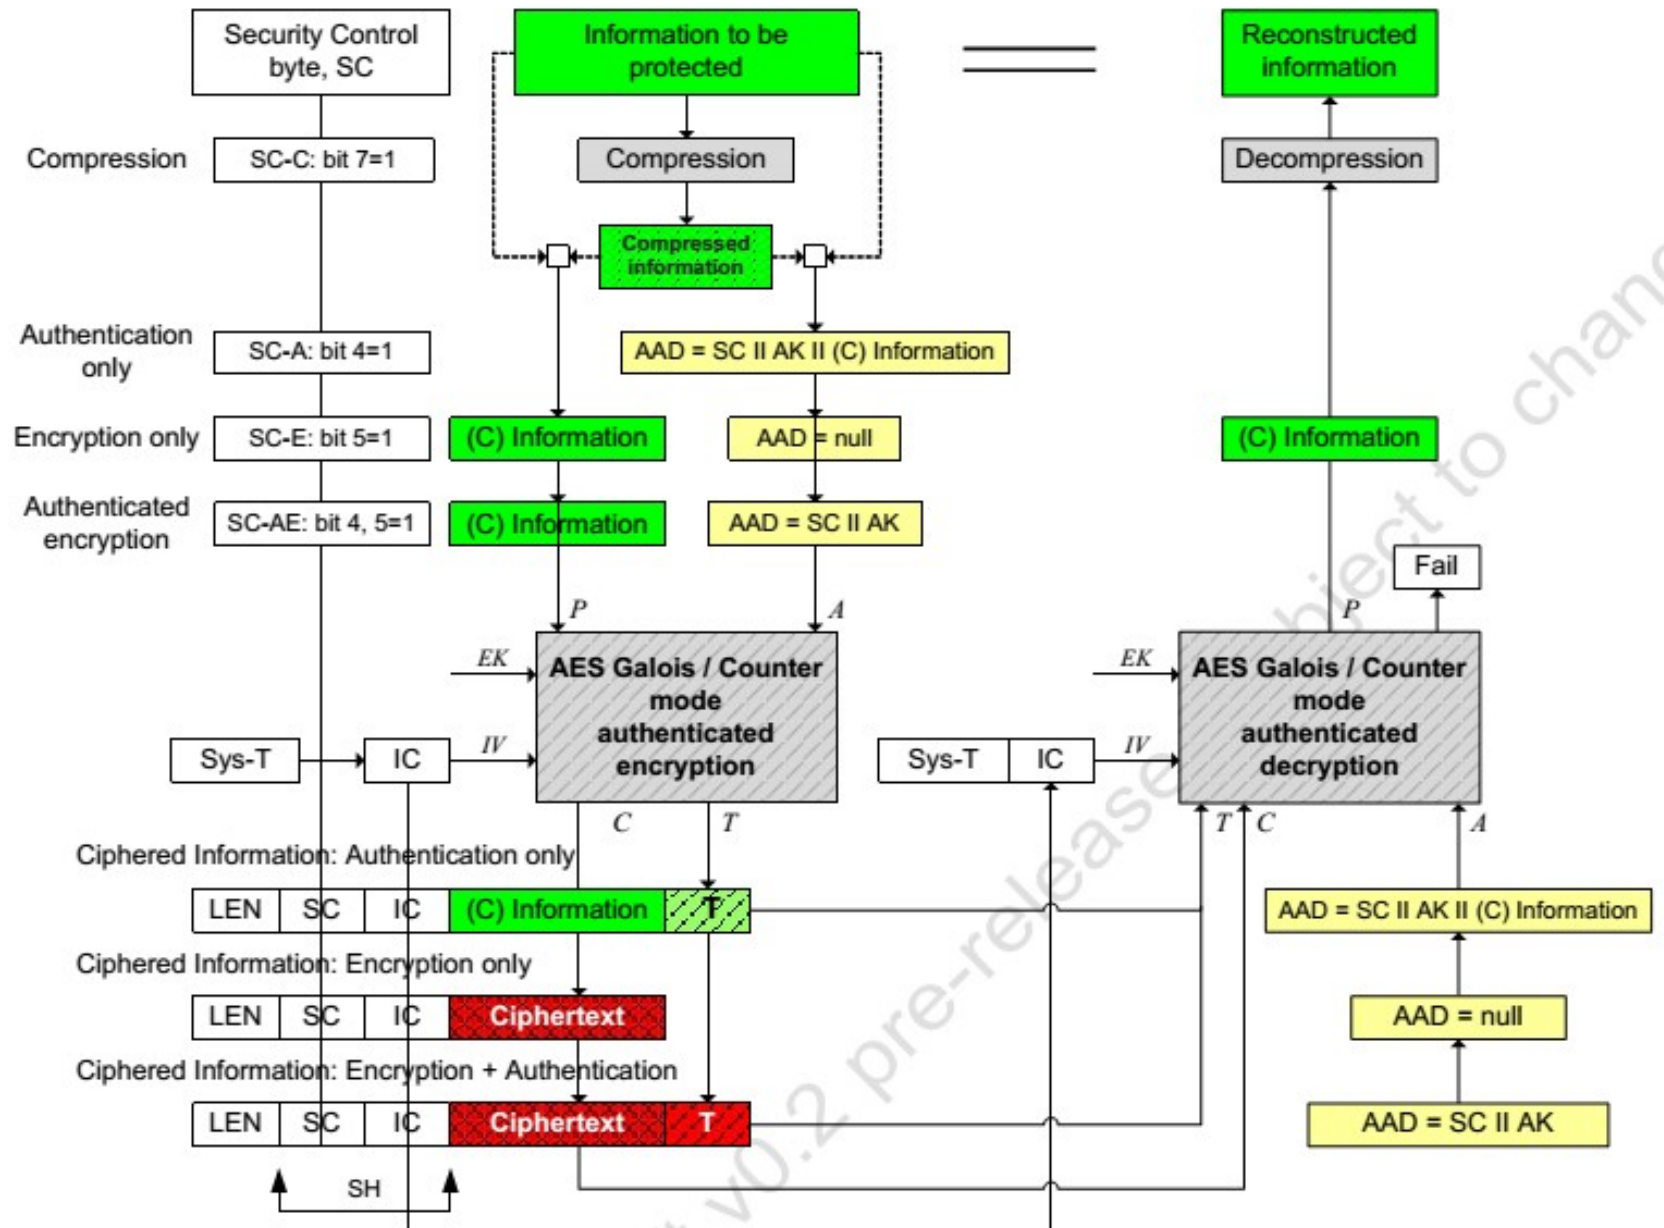 Security Control
byte, SC
Information to be
protected
Reconstructed
information
Compression
SC-C: bit 7=1
Compression
Decompression
Compressed
information
Authentication
only
SC-A: bit 4=1
AAD = SC II AK II (C) Information
Encryption only
SC-E: bit 5=1
(C) Information
AAD = null
(C) Information
Authenticated
encryption
SC-AE: bit 4, 5=1
(C) Information
AAD = SC II AK
Fail
P
A
P
EK
AES Galois / Counter
mode
authenticated
encryption
EK
AES Galois / Counter
mode
authenticated
decryption
Sys-T
IC
IV
Sys-T
IC
IV
C
T
T
C
A
Ciphered Information: Authentication only
LEN
SC
IC
(C) Information
T
AAD = SC II AK II (C) Information
Ciphered Information: Encryption only
LEN
SC
IC
Ciphertext
AAD = null
Ciphered Information: Encryption + Authentication
LEN
SC
IC
Ciphertext
T
AAD = SC II AK
SH
v0.2 pre-release
to chang